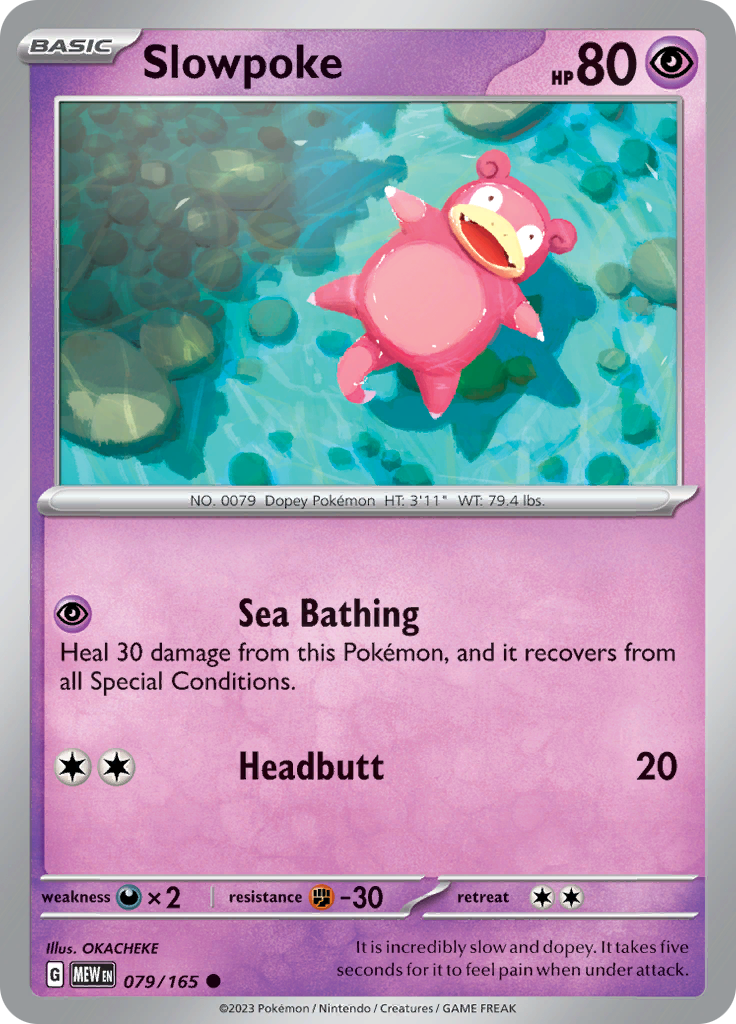 BASIC
Slowpoke
HP 80
NO. 0079 Dopey Pokémon HT: 3'11" WT: 79.4 lbs.
Sea Bathing
Heal 30 damage from this Pokémon, and it recovers from
all Special Conditions.
Headbutt 20
weakness ×2 resistance -30 retreat
Illus. OKACHEKE
It is incredibly slow and dopey. It takes five
seconds for it to feel pain when under attack.
G MEW EN 079/165
©2023 Pokémon / Nintendo / Creatures / GAME FREAK